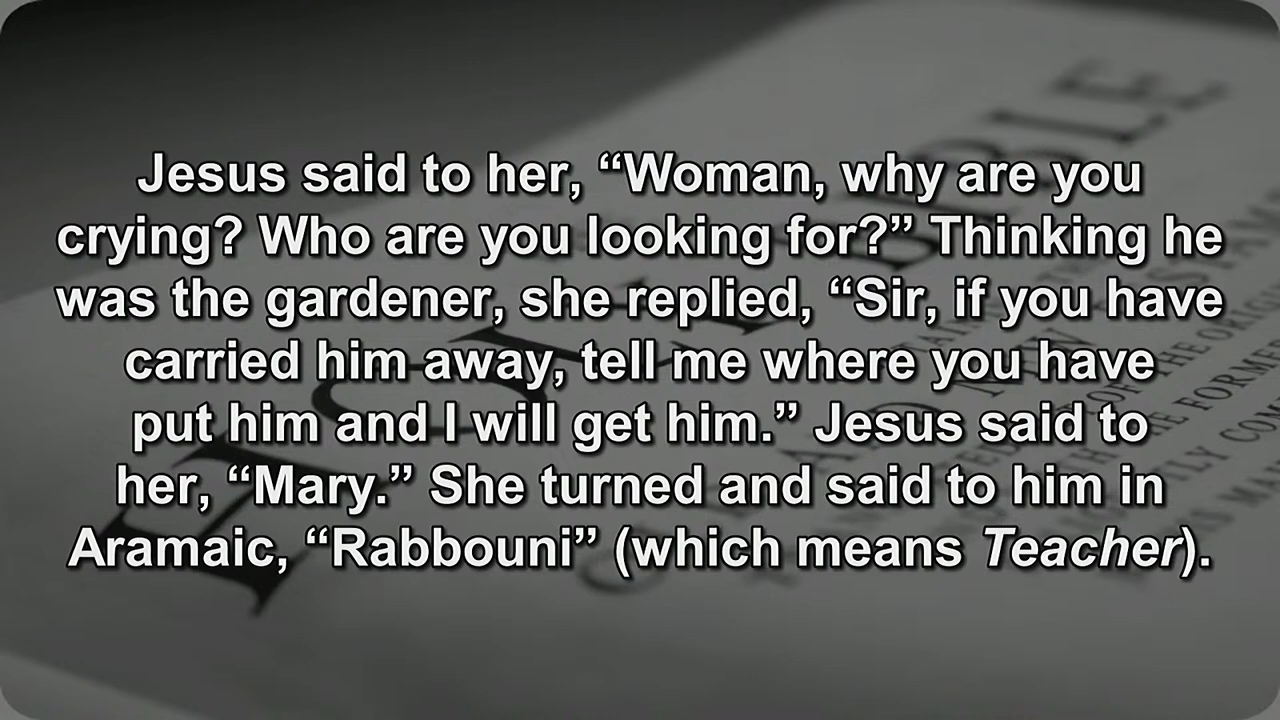 Jesus said to her, “Woman, why are you
crying? Who are you looking for?” Thinking he
was the gardener, she replied, “Sir, if you have
carried him away, tell me where you have
put him and I will get him.” Jesus said to
her, “Mary.” She turned and said to him in
Aramaic, “Rabbouni” (which means Teacher).